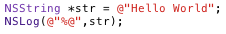 NSString *str = @"Hello World";
NSLog(@"%@",str);